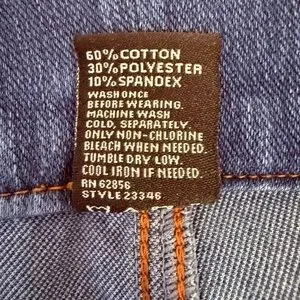 60% COTTON
30% POLYESTER
10% SPANDEX
WASH ONCE
BEFORE WEARING.
MACHINE WASH
COLD, SEPARATELY.
ONLY NON-CHLORINE
BLEACH WHEN NEEDED.
TUMBLE DRY LOW.
COOL IRON IF NEEDED.
RN 62856
STYLE 23346